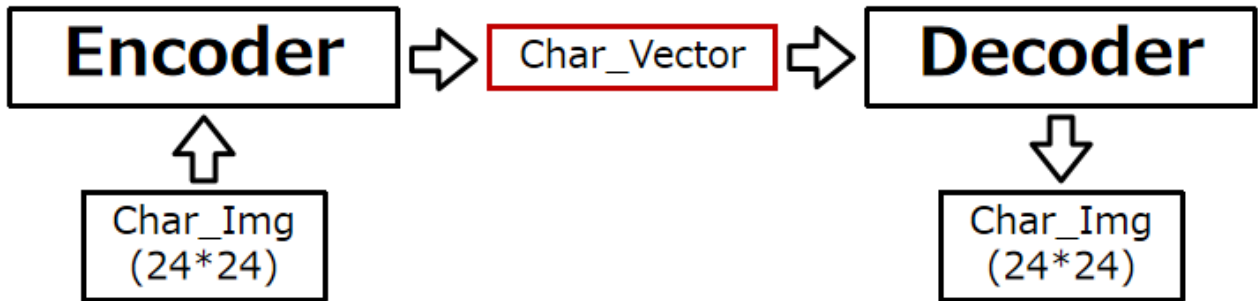 Encoder
Char_Vector
Decoder
Char_Img
(24*24)
Char_Img
(24*24)